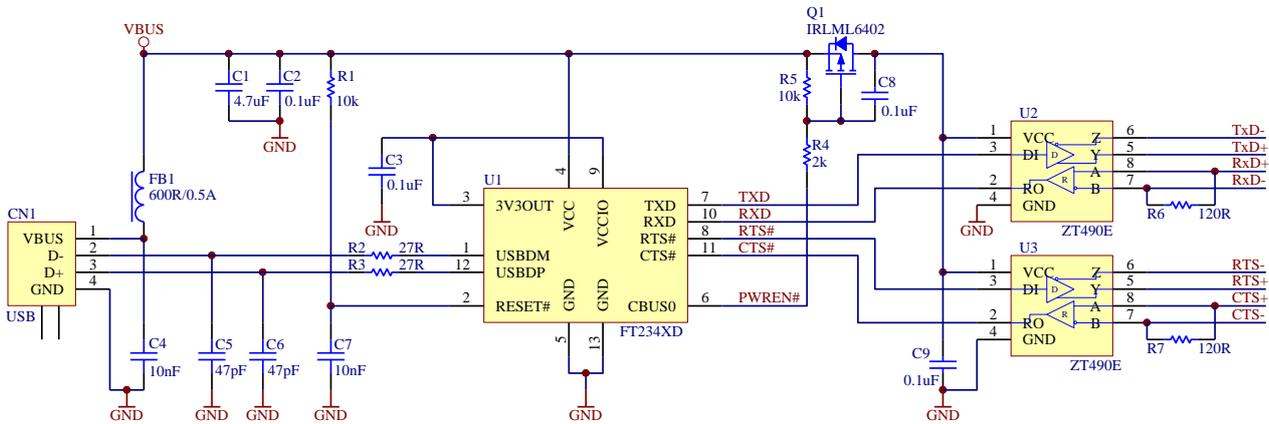 VBUS
Q1
IRLML6402
C1
4.7uF
C2
0.1uF
R1
10k
R5
10k
C8
0.1uF
GND
R4
2k
C3
0.1uF
GND
FB1
600R/0.5A
CN1
VBUS 1
D- 2
D+ 3
GND 4
USB
R2 27R
R3 27R
U1
4
9
3 3V3OUT
VCC
VCCIO
1 USBDM
12 USBDP
2 RESET#
GND
GND
5
13
TXD 7 TXD
RXD 10 RXD
RTS# 8 RTS#
CTS# 11 CTS#
CBUS0 6 PWREN#
FT234XD
C4
10nF
C5
47pF
C6
47pF
C7
10nF
GND
GND
GND
GND
GND
C9
0.1uF
GND
U2
1 VCC Z 6 TxD-
3 DI D Y 5 TxD+
A 8 RxD+
2 RO R B 7 RxD-
4 GND
GND
R6 120R
ZT490E
U3
1 VCC Z 6 RTS-
3 DI D Y 5 RTS+
A 8 CTS+
2 RO R B 7 CTS-
4 GND
R7 120R
ZT490E